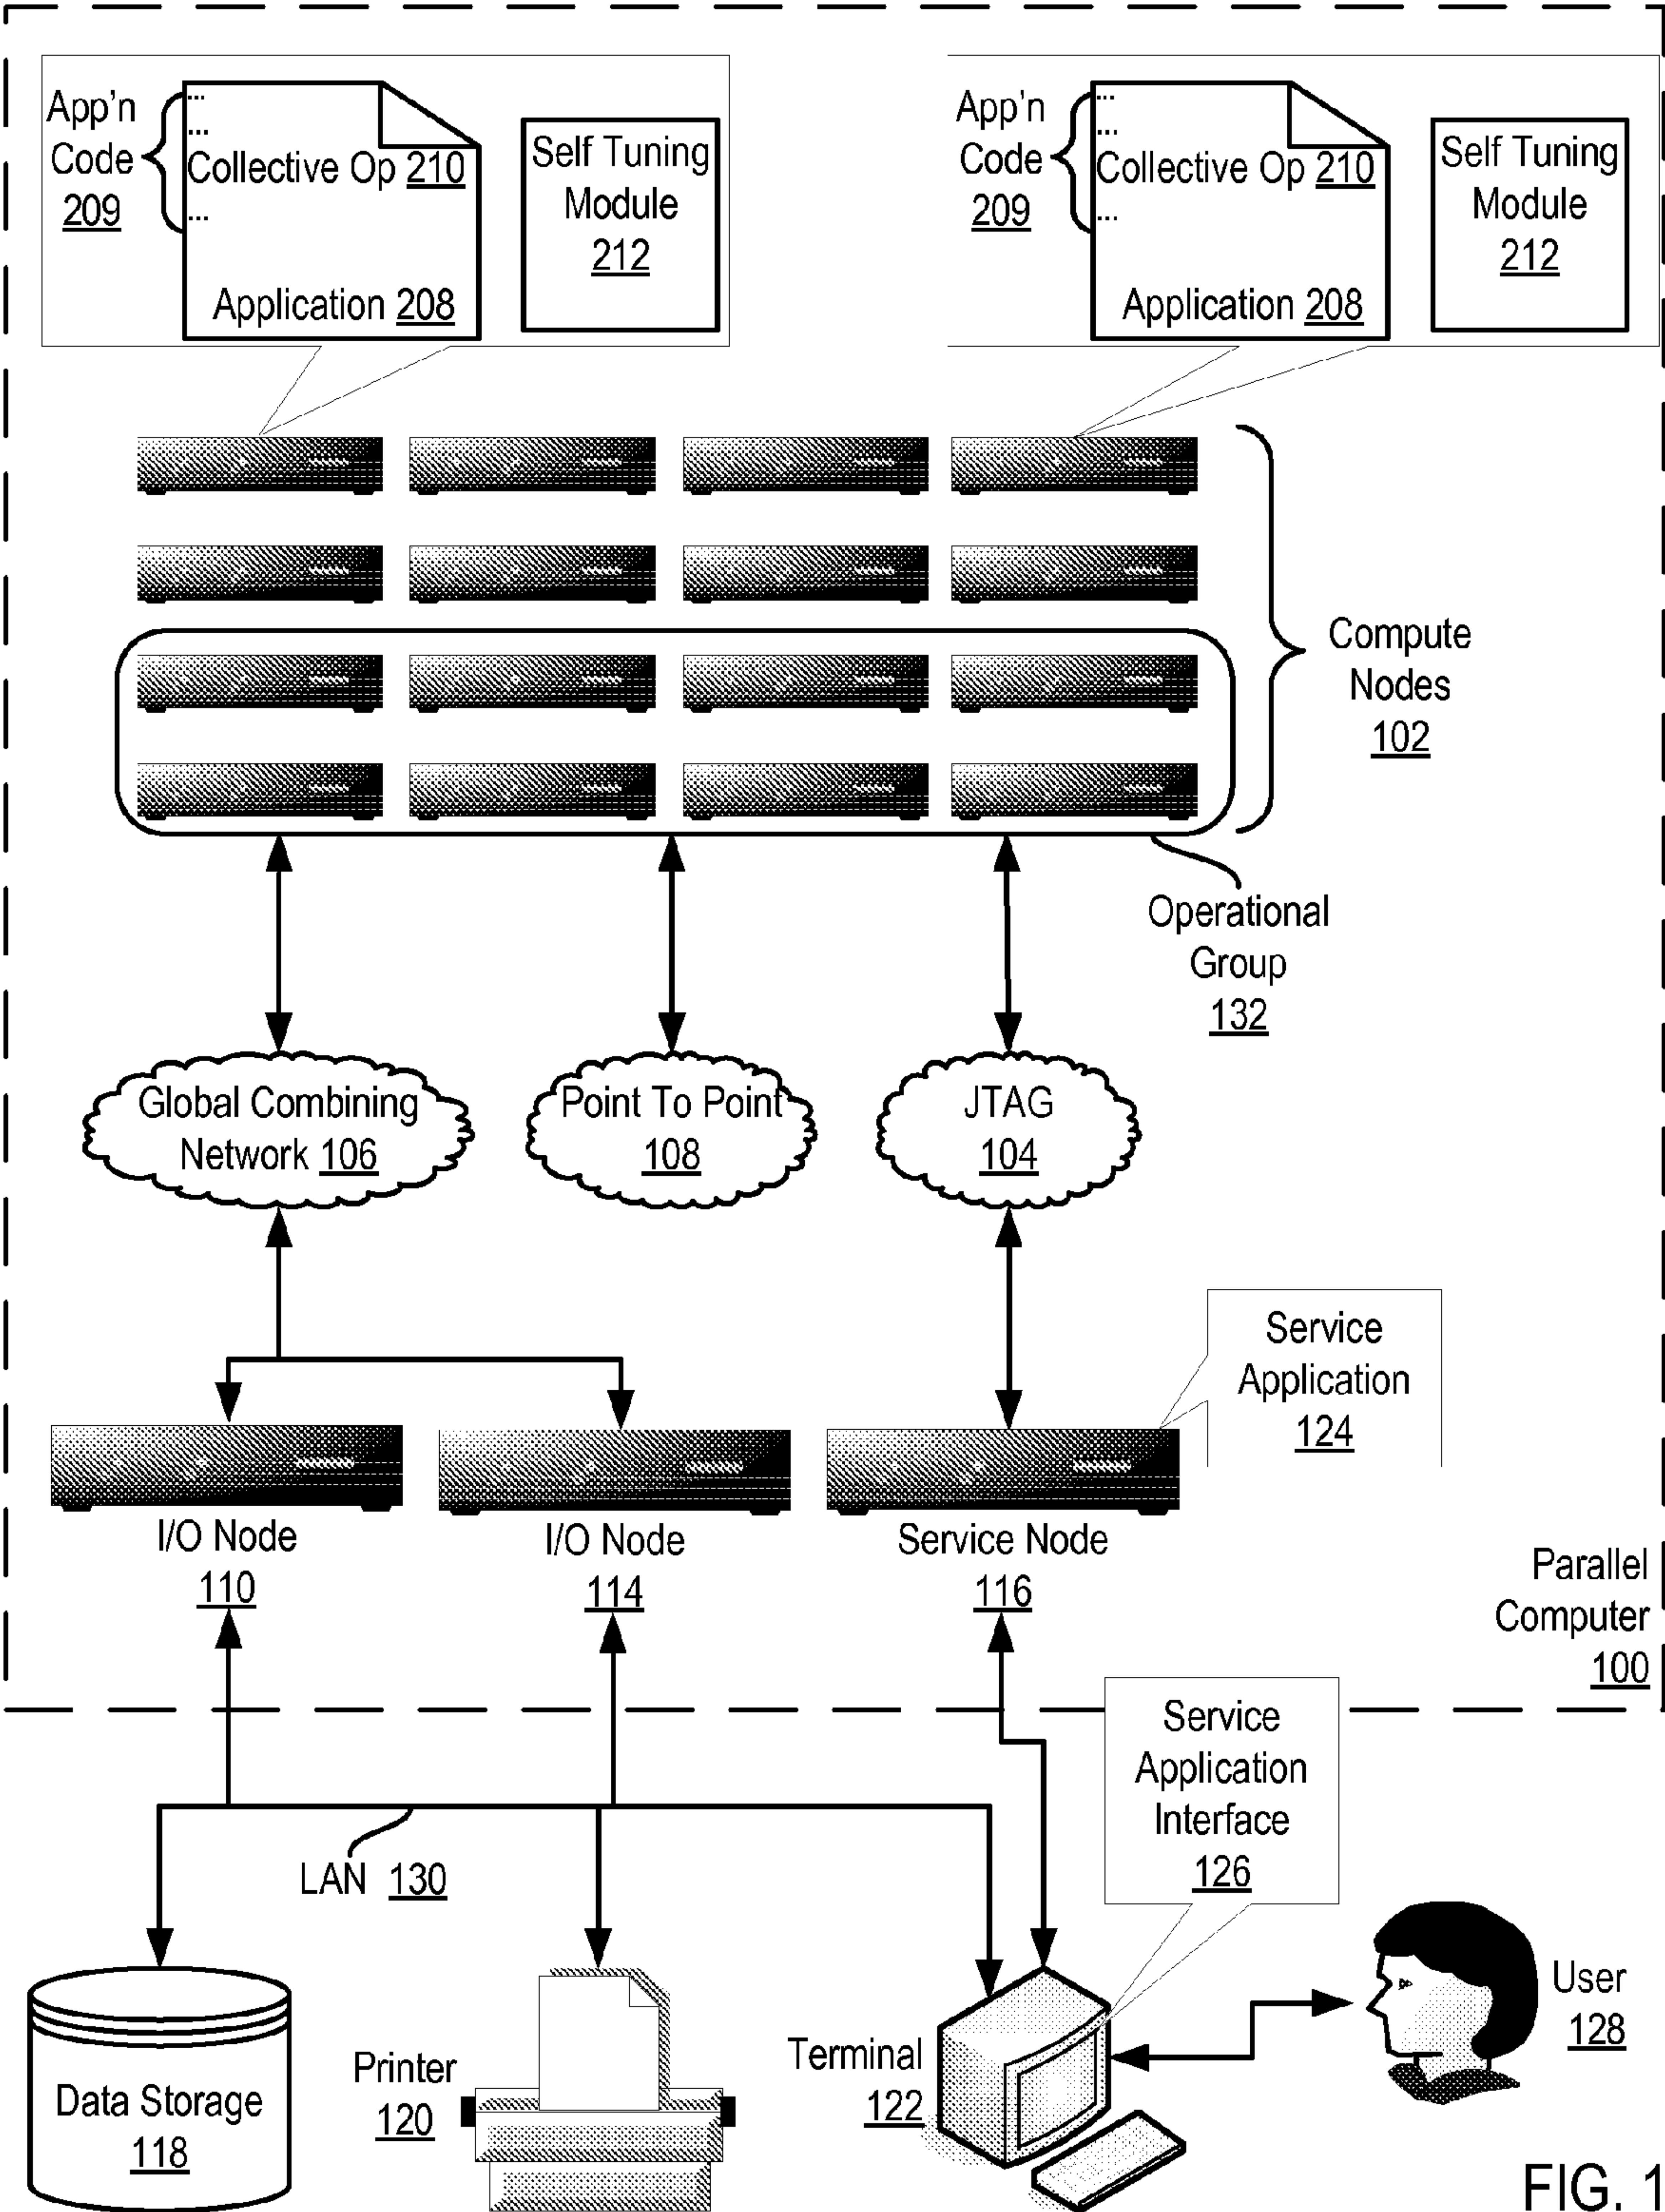 App'n
Code
209
...
...
Collective Op 210
...
Application 208
Self Tuning
Module
212
App'n
Code
209
...
...
Collective Op 210
...
Application 208
Self Tuning
Module
212
Compute
Nodes
102
Operational
Group
132
Global Combining
Network 106
Point To Point
108
JTAG
104
Service
Application
124
I/O Node
110
I/O Node
114
Service Node
116
Parallel
Computer
100
Service
Application
Interface
126
LAN 130
Data Storage
118
Printer
120
Terminal
122
User
128
FIG. 1